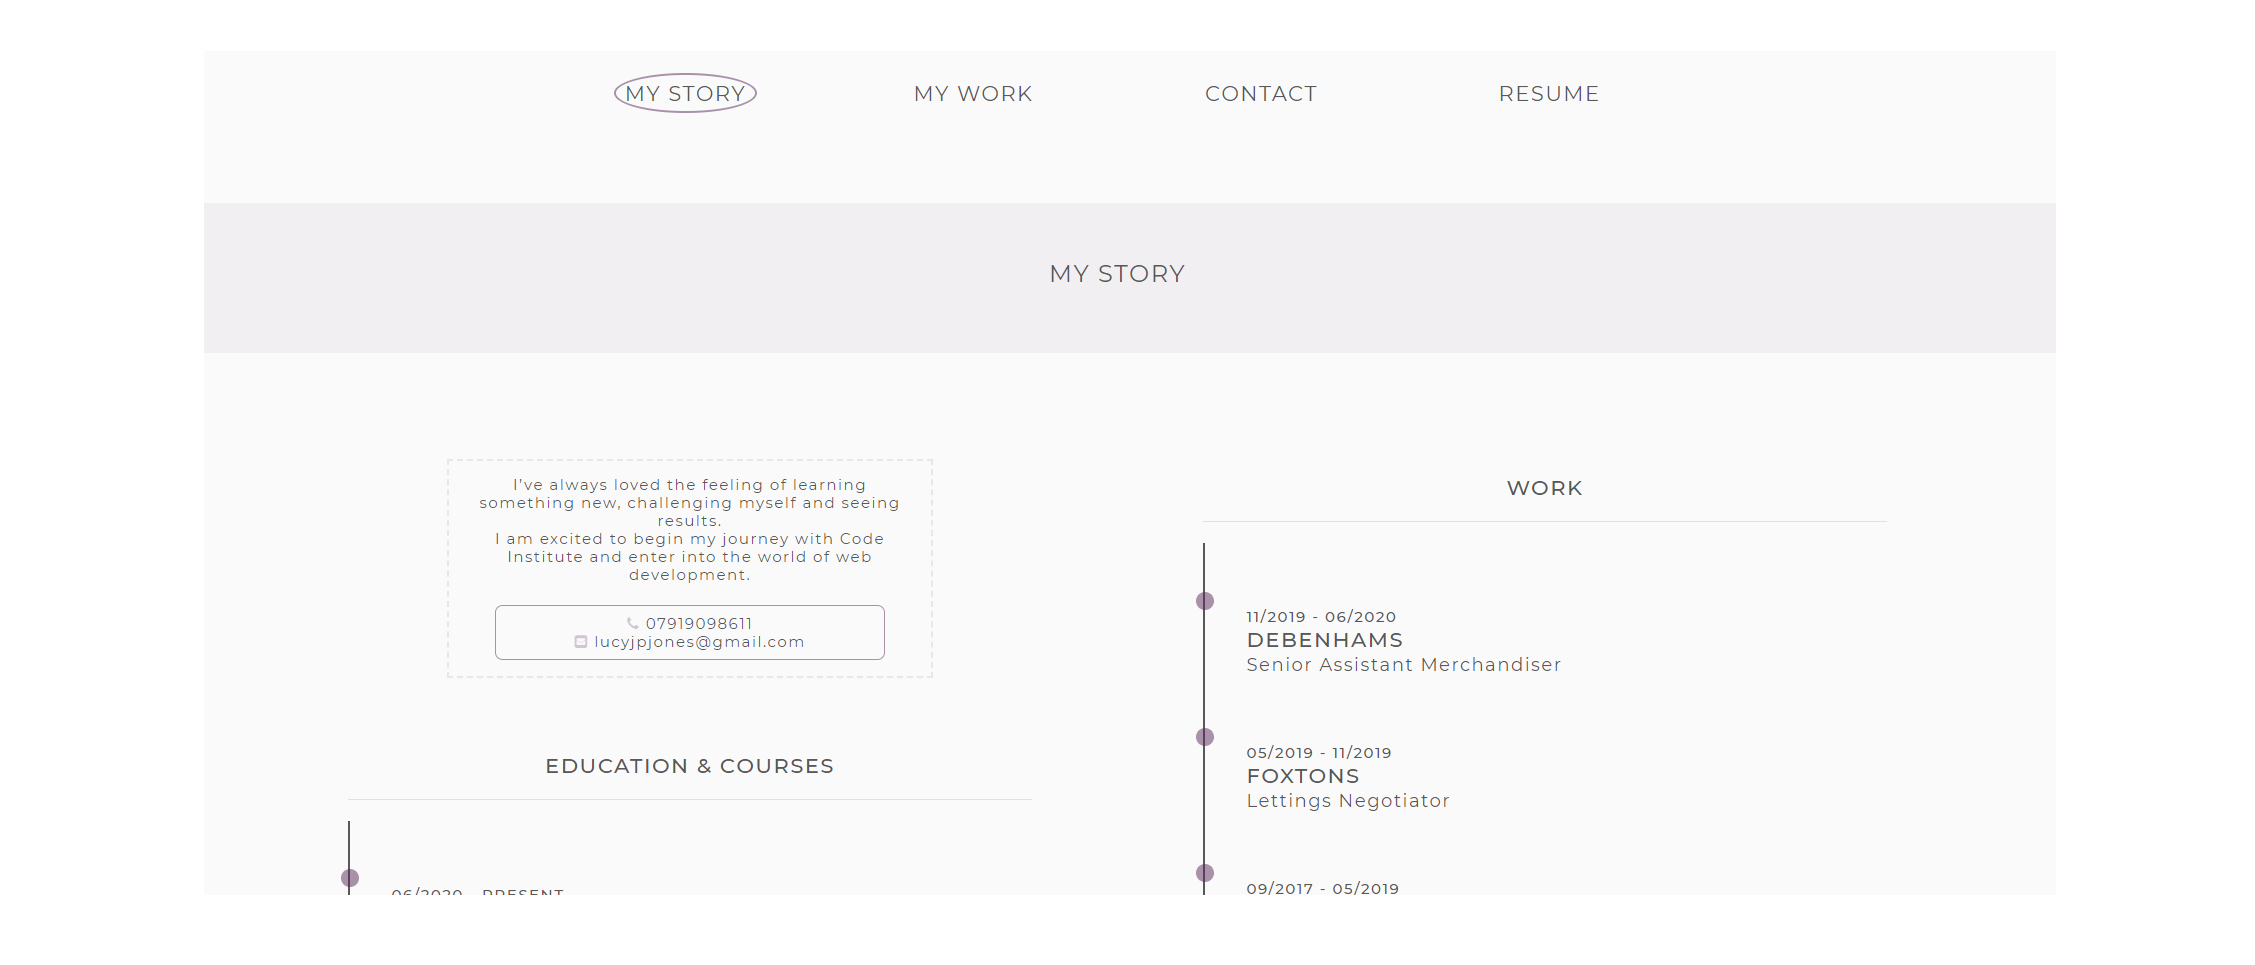 MY STORY
MY WORK
CONTACT
RESUME
MY STORY
I've always loved the feeling of learning
something new, challenging myself and seeing
results.
I am excited to begin my journey with Code
Institute and enter into the world of web
development.
07919098611
lucyjpjones@gmail.com
EDUCATION & COURSES
06/2020 - PRESENT
WORK
11/2019 - 06/2020
DEBENHAMS
Senior Assistant Merchandiser
05/2019 - 11/2019
FOXTONS
Lettings Negotiator
09/2017 - 05/2019